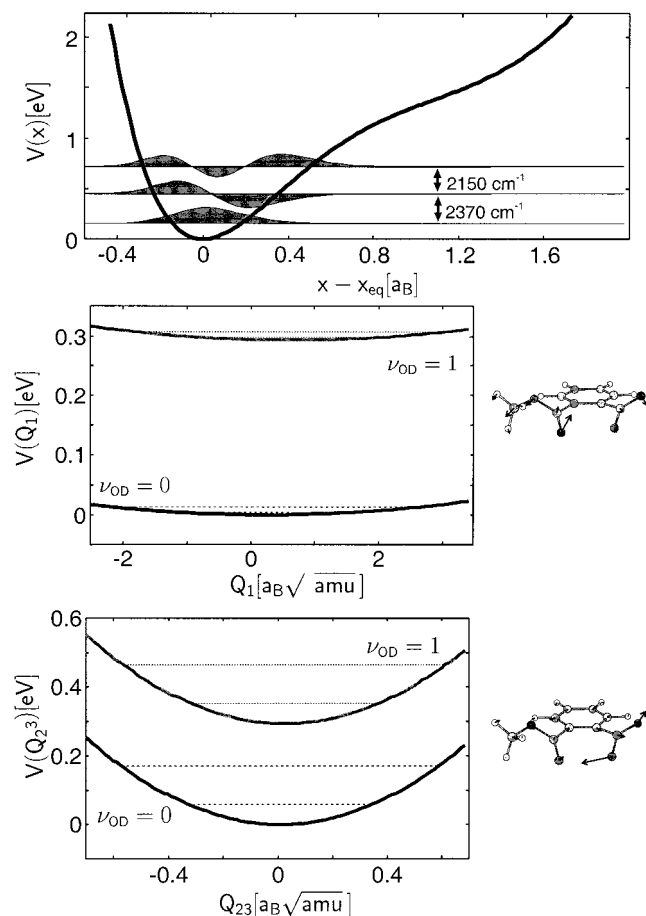 2
1
0
V(x)[eV]
2150 cm⁻¹
2370 cm⁻¹
-0.4 0 0.4 0.8 1.2 1.6
x − x_eq[a_B]
0.3
0.2
0.1
0
V(Q₁)[eV]
ν_OD = 1
ν_OD = 0
-2 0 2
Q₁[a_B√amu]
0.6
0.4
0.2
0
V(Q₂³)[eV]
ν_OD = 1
ν_OD = 0
-0.4 0 0.4
Q₂₃[a_B√amu]